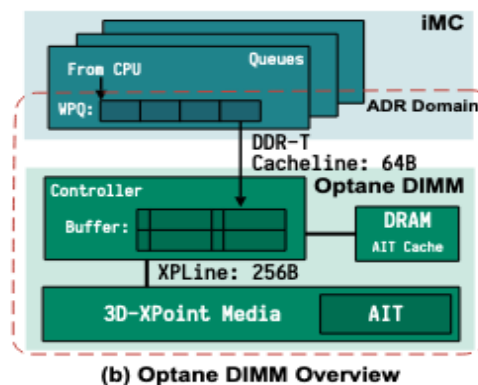 iMC
Queues
From CPU
ADR Domain
WPQ:
DDR-T
Cacheline: 64B
Controller
Optane DIMM
Buffer:
DRAM
AIT Cache
XPLine: 256B
3D-XPoint Media
AIT
(b) Optane DIMM Overview